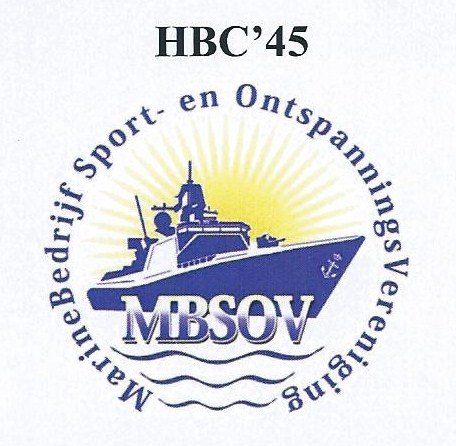 HBC’45
MarineBedrijf Sport- en OntspanningsVereniging
MBSOV